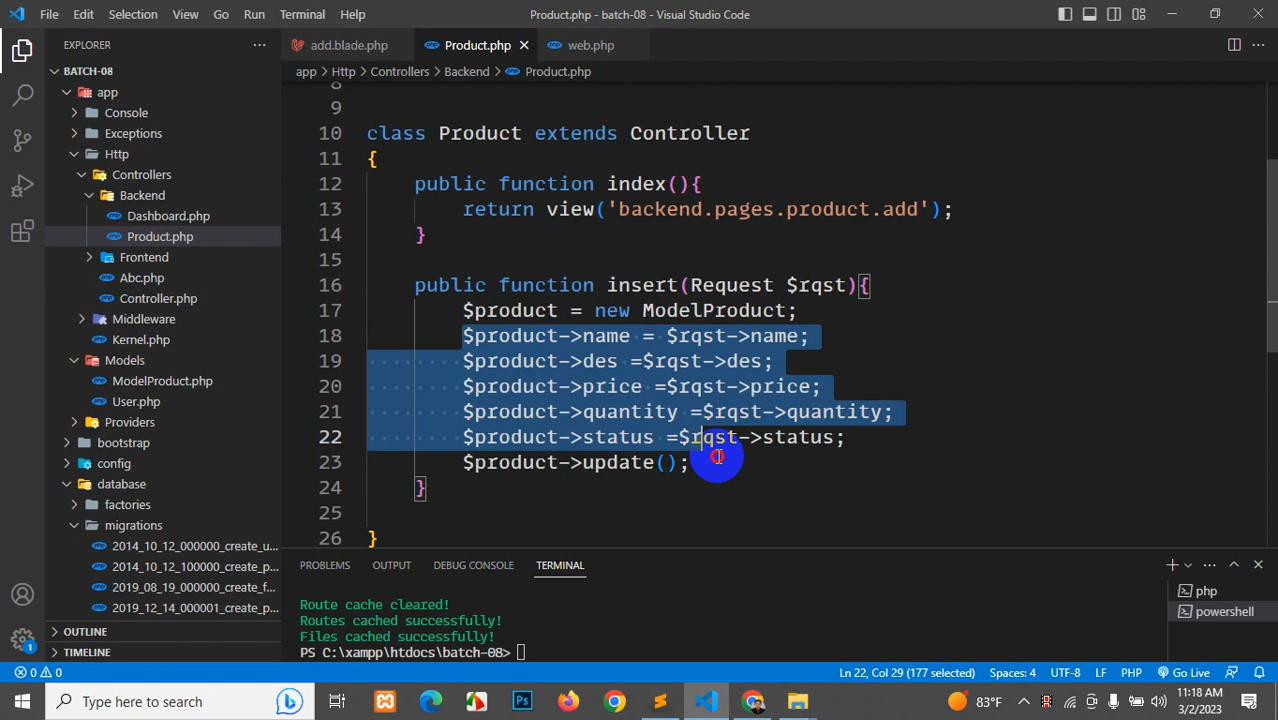 File Edit Selection View Go Run Terminal Help
Product.php - batch-08 - Visual Studio Code
EXPLORER
BATCH-08
app
Console
Exceptions
Http
Controllers
Backend
Dashboard.php
Product.php
Frontend
Abc.php
Controller.php
Middleware
Kernel.php
Models
ModelProduct.php
User.php
Providers
bootstrap
config
database
factories
migrations
2014_10_12_000000_create_u...
2014_10_12_100000_create_p...
2019_08_19_000000_create_f...
2019_12_14_000001_create_p...
OUTLINE
TIMELINE
add.blade.php Product.php web.php
app > Http > Controllers > Backend > Product.php
8
9
10 class Product extends Controller
11 {
12 public function index(){
13 return view('backend.pages.product.add');
14 }
15
16 public function insert(Request $rqst){
17 $product = new ModelProduct;
18 $product->name = $rqst->name;
19 $product->des =$rqst->des;
20 $product->price =$rqst->price;
21 $product->quantity =$rqst->quantity;
22 $product->status =$rqst->status;
23 $product->update();
24 }
25
26 }
PROBLEMS OUTPUT DEBUG CONSOLE TERMINAL
Route cache cleared!
Routes cached successfully!
Files cached successfully!
PS C:\xampp\htdocs\batch-08>
php
powershell
0 0 Ln 22, Col 29 (177 selected) Spaces: 4 UTF-8 LF PHP Go Live
Type here to search
Ps
83°F
11:18 AM
3/2/2023